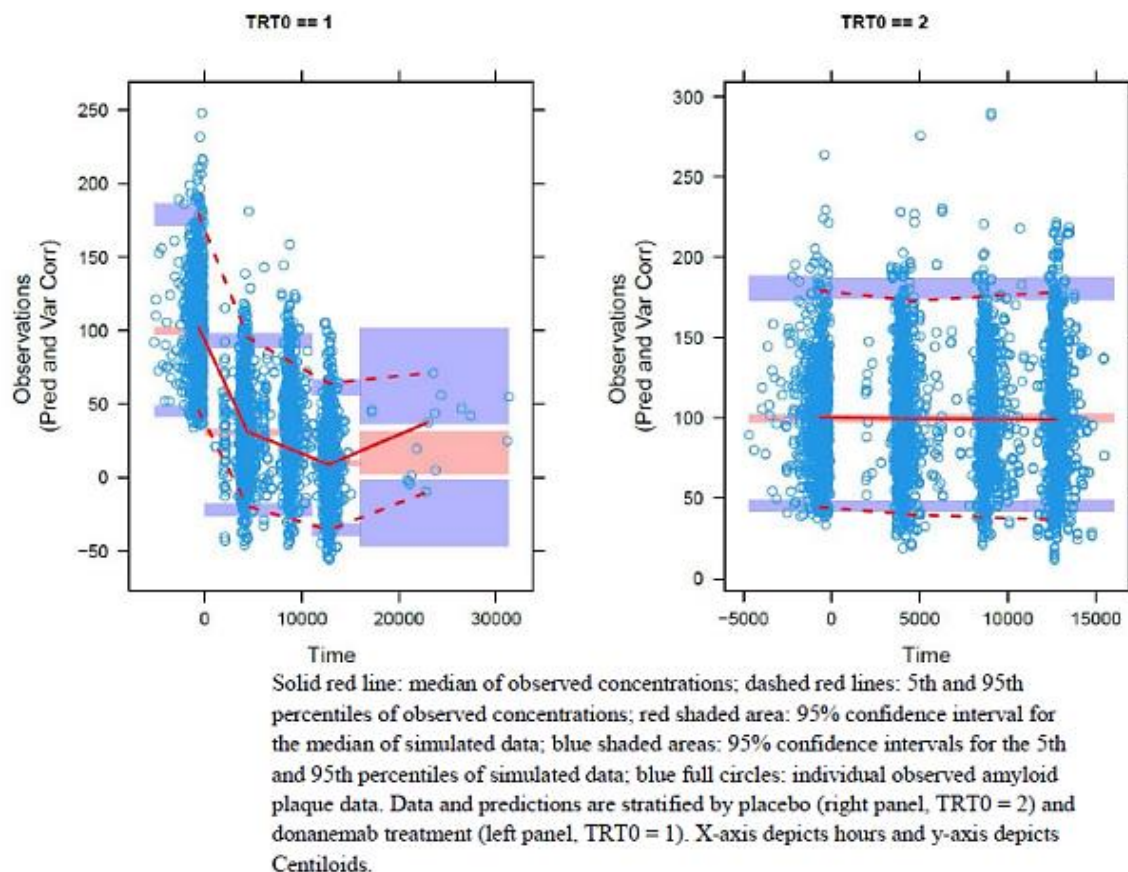 TRT0 == 1
TRT0 == 2
250
200
150
100
50
0
−50
Observations
(Pred and Var Corr)
0
10000
20000
30000
Time
300
250
200
150
100
50
0
Observations
(Pred and Var Corr)
−5000
0
5000
10000
15000
Time
Solid red line: median of observed concentrations; dashed red lines: 5th and 95th
percentiles of observed concentrations; red shaded area: 95% confidence interval for
the median of simulated data; blue shaded areas: 95% confidence intervals for the 5th
and 95th percentiles of simulated data; blue full circles: individual observed amyloid
plaque data. Data and predictions are stratified by placebo (right panel, TRT0 = 2) and
donanemab treatment (left panel, TRT0 = 1). X-axis depicts hours and y-axis depicts
Centiloids.